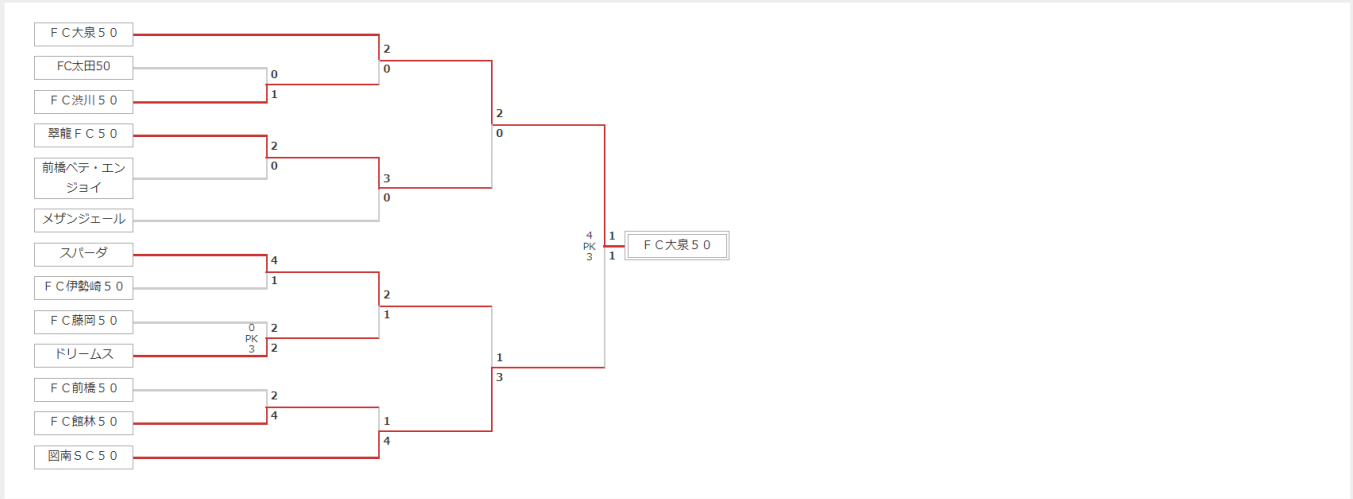 ＦＣ大泉５０
2
FC太田50
0
0
ＦＣ渋川５０
1
2
翠龍ＦＣ５０
0
2
前橋ベテ・エン
ジョイ
0
3
メザンジェール
0
4
PK
3
1
1
ＦＣ大泉５０
スパーダ
4
ＦＣ伊勢崎５０
1
2
ＦＣ藤岡５０
0
PK
3
2
1
ドリームス
2
1
3
ＦＣ前橋５０
2
ＦＣ館林５０
4
1
図南ＳＣ５０
4